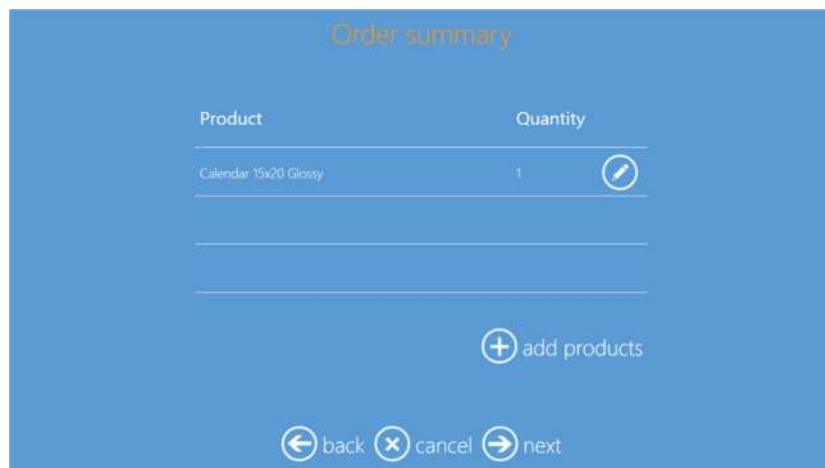 Order summary
Product Quantity
Calendar 15x20 Glossy 1
add products
back cancel next